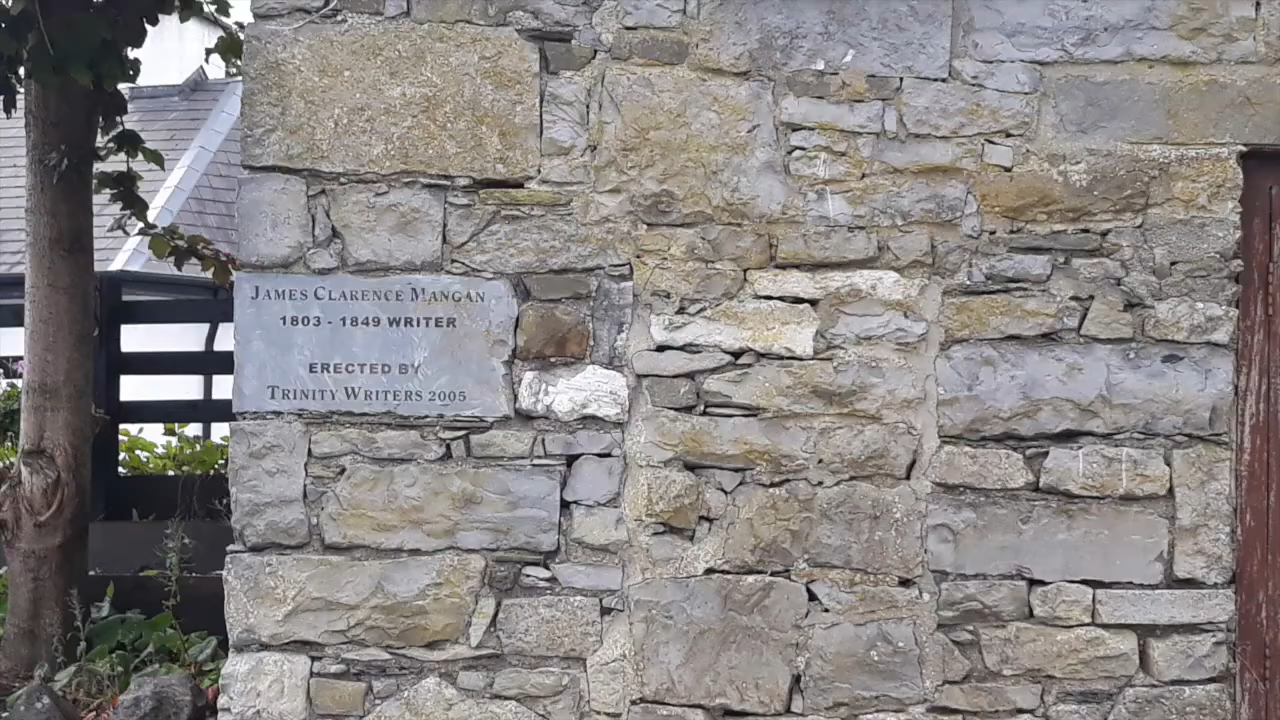 James Clarence Mangan
1803 - 1849 WRITER
ERECTED BY
Trinity Writers 2005